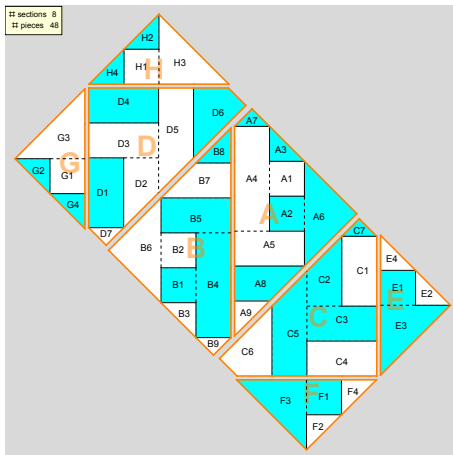 # sections 8
# pieces 48
H2
H4 H1 H H3
D4 D6
A7
D3 D D5 B8 A3
G3
G2 G G1 A4 A1
D1 D2 B7
G4 A2 A A6
B5
D7 C7
B6 B2 B A5 E4
C1
B1 B4 A8 C2 E1 E E2
B3 A9 C C3 E3
C5
B9 C6 C4
F3 F F1 F4
F2